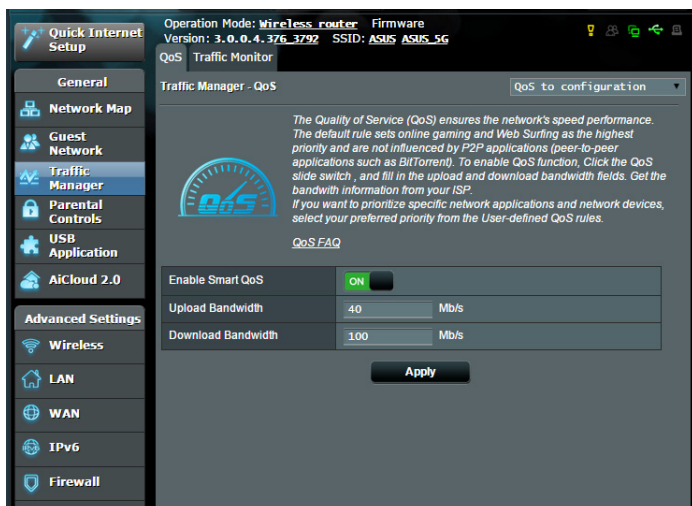 Quick Internet
Setup
Operation Mode: Wireless router Firmware
Version: 3.0.0.4.376_3792 SSID: ASUS ASUS_5G
QoS Traffic Monitor
General
Network Map
Guest
Network
Traffic
Manager
Parental
Controls
USB
Application
AiCloud 2.0
Advanced Settings
Wireless
LAN
WAN
IPv6
Firewall
Traffic Manager - QoS
QoS to configuration
QoS
The Quality of Service (QoS) ensures the network's speed performance.
The default rule sets online gaming and Web Surfing as the highest
priority and are not influenced by P2P applications (peer-to-peer
applications such as BitTorrent). To enable QoS function, Click the QoS
slide switch , and fill in the upload and download bandwidth fields. Get the
bandwith information from your ISP.
If you want to prioritize specific network applications and network devices,
select your preferred priority from the User-defined QoS rules.
QoS FAQ
Enable Smart QoS ON
Upload Bandwidth 40 Mb/s
Download Bandwidth 100 Mb/s
Apply